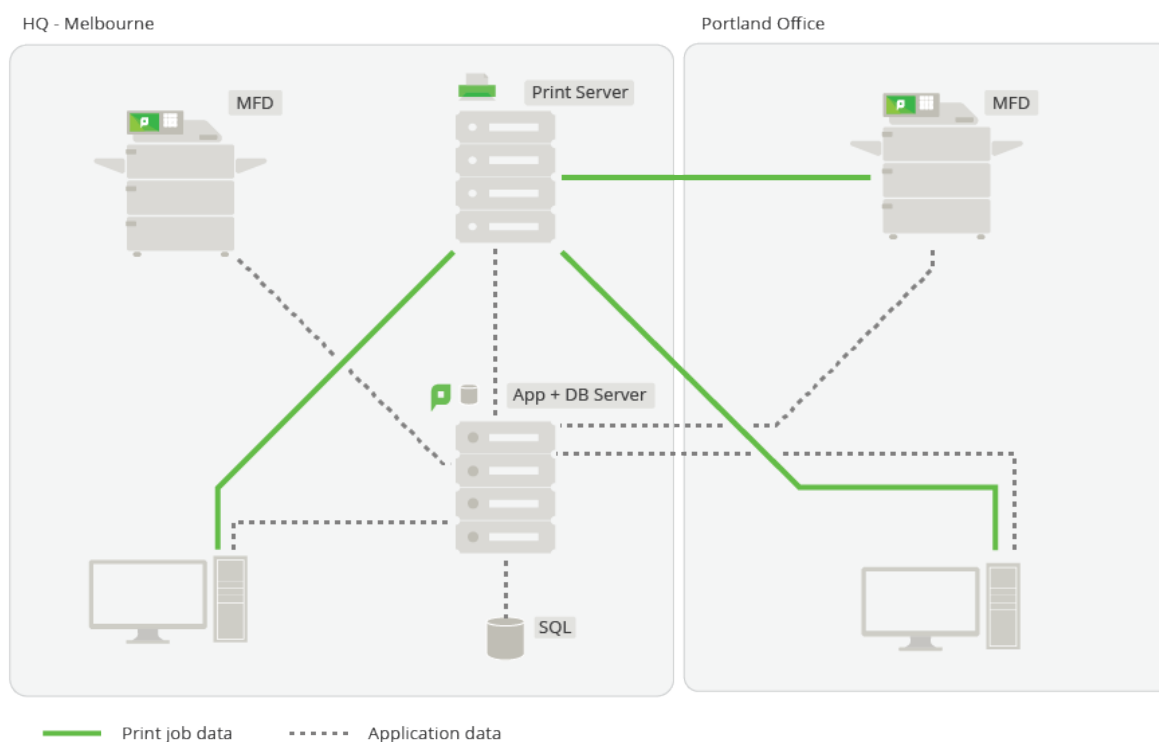 HQ - Melbourne
Portland Office
MFD
Print Server
MFD
App + DB Server
SQL
Print job data
Application data